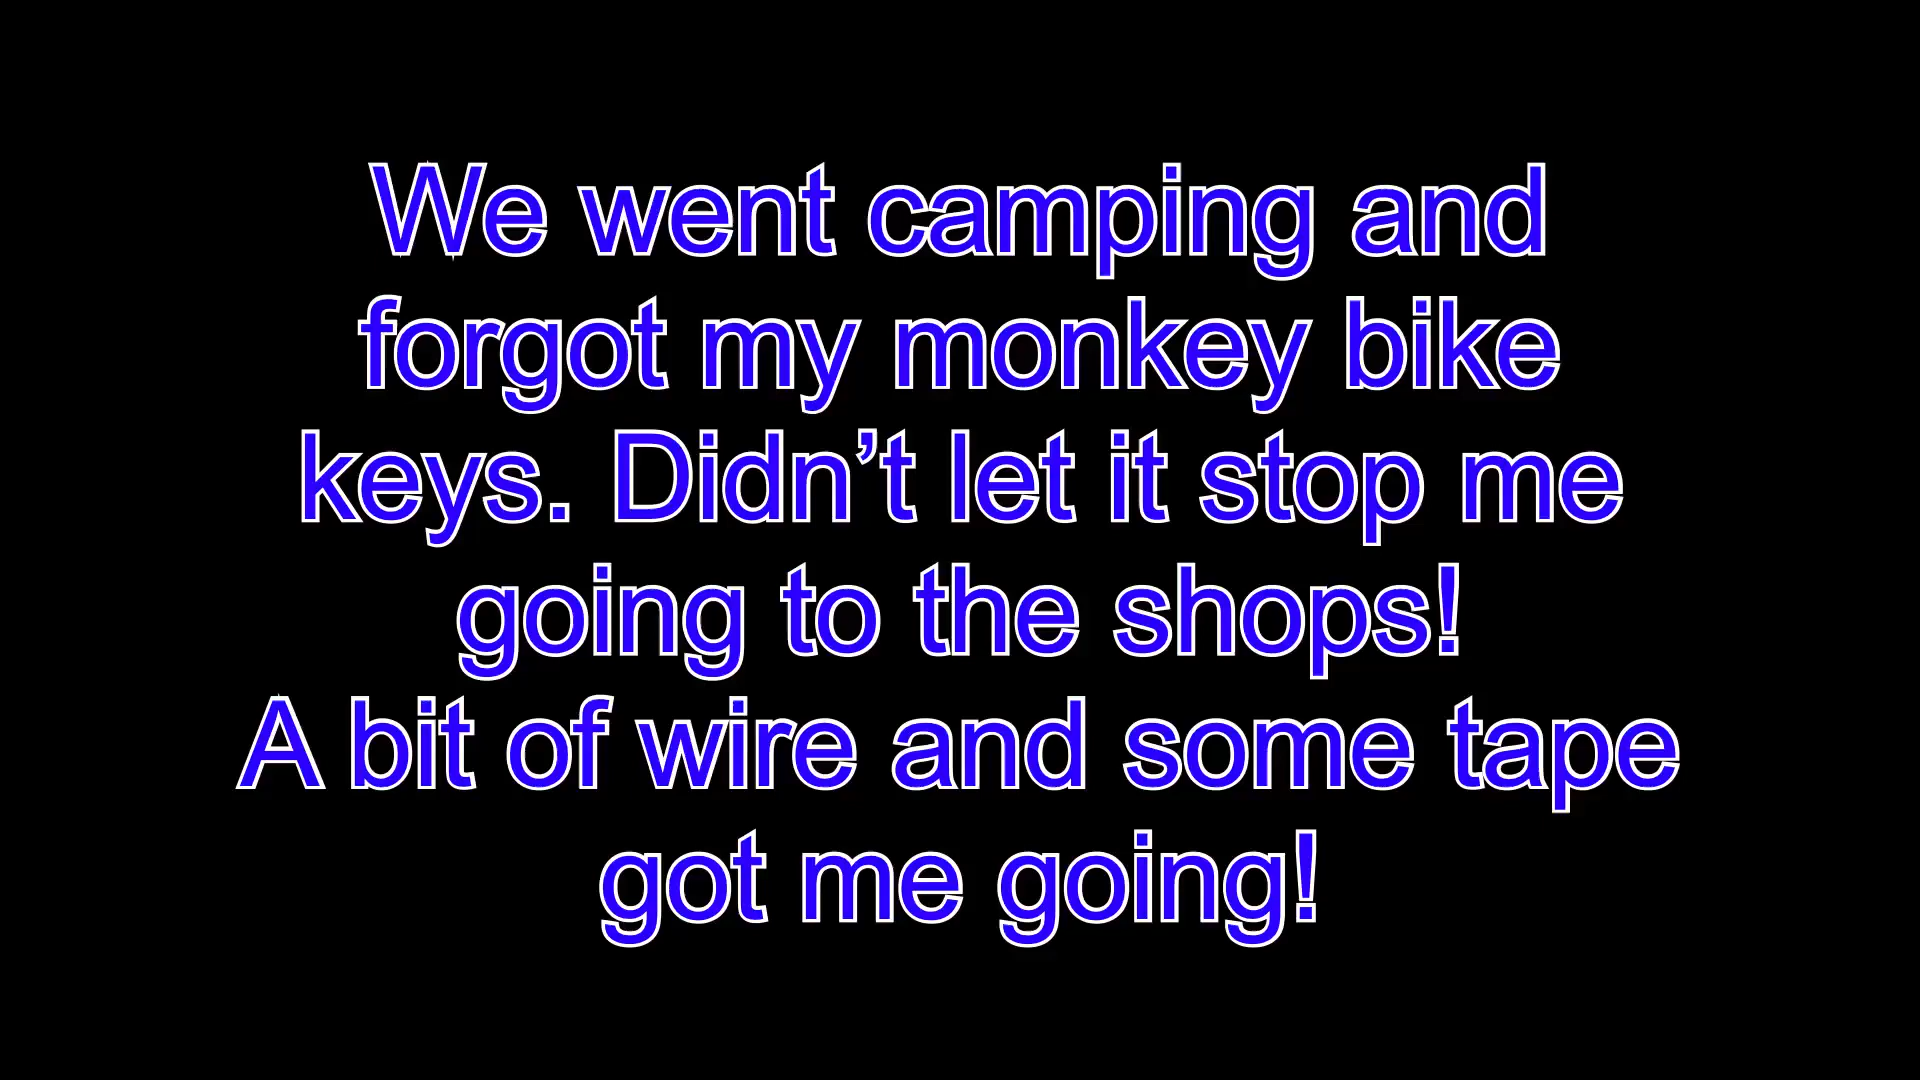 We went camping and
forgot my monkey bike
keys. Didn’t let it stop me
going to the shops!
A bit of wire and some tape
got me going!